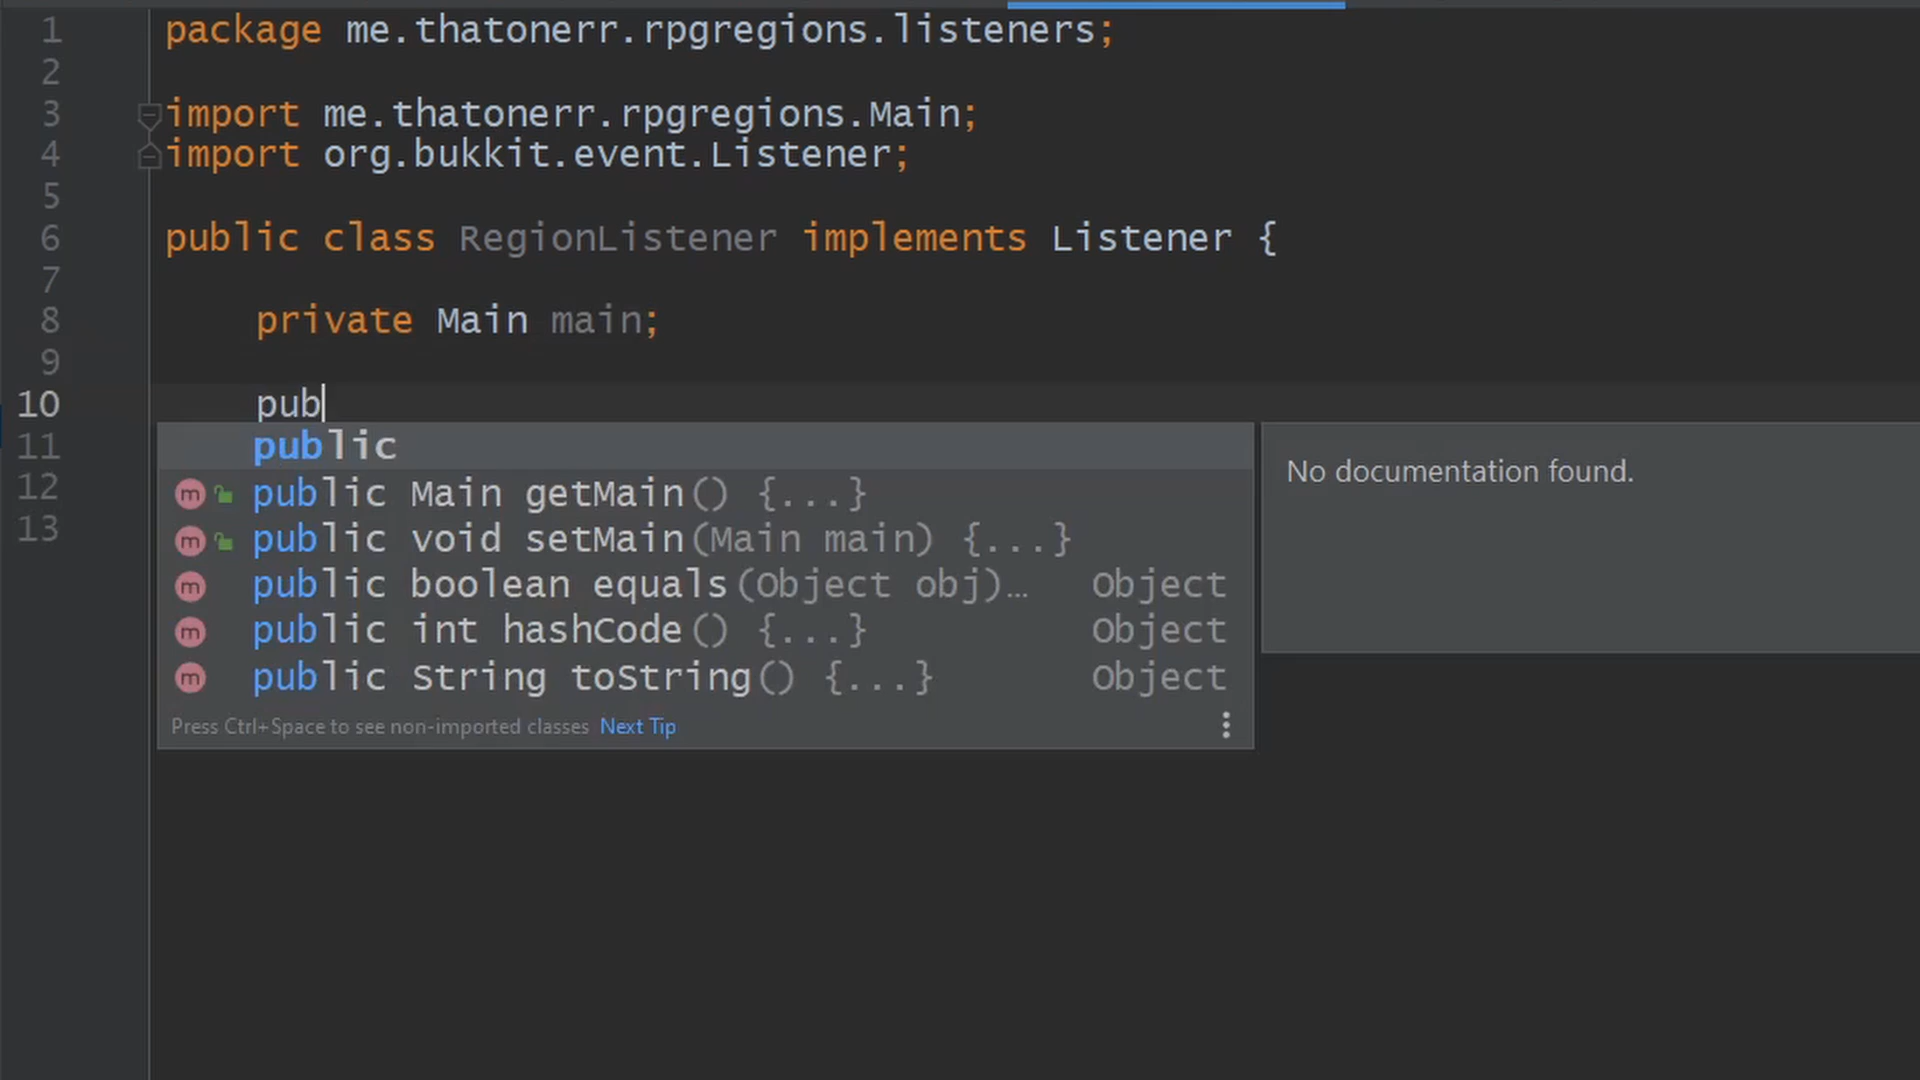 1 package me.thatonerr.rpgregions.listeners;
2
3 import me.thatonerr.rpgregions.Main;
4 import org.bukkit.event.Listener;
5
6 public class RegionListener implements Listener {
7
8 private Main main;
9
10 pub
11 public
m public Main getMain() {...}
12 m public void setMain(Main main) {...}
13 m public boolean equals(Object obj)... Object
m public int hashCode() {...} Object
m public String toString() {...} Object
Press Ctrl+Space to see non-imported classes Next Tip
No documentation found.